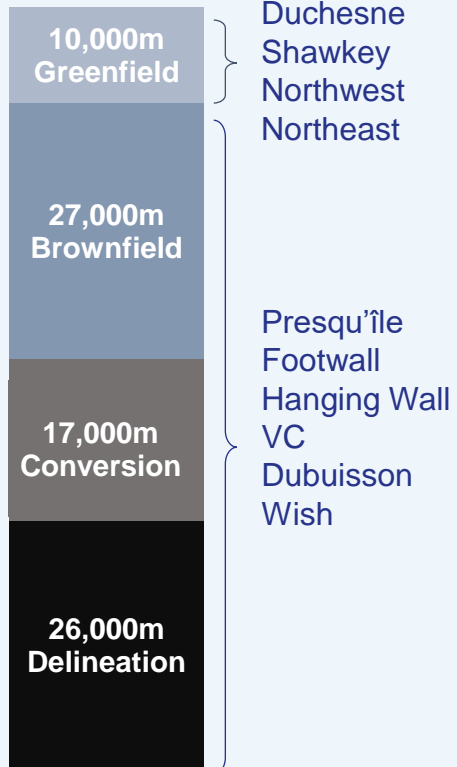 10,000m
Greenfield
Duchesne
Shawkey
Northwest
Northeast
27,000m
Brownfield
17,000m
Conversion
26,000m
Delineation
Presqu'île
Footwall
Hanging Wall
VC
Dubuisson
Wish